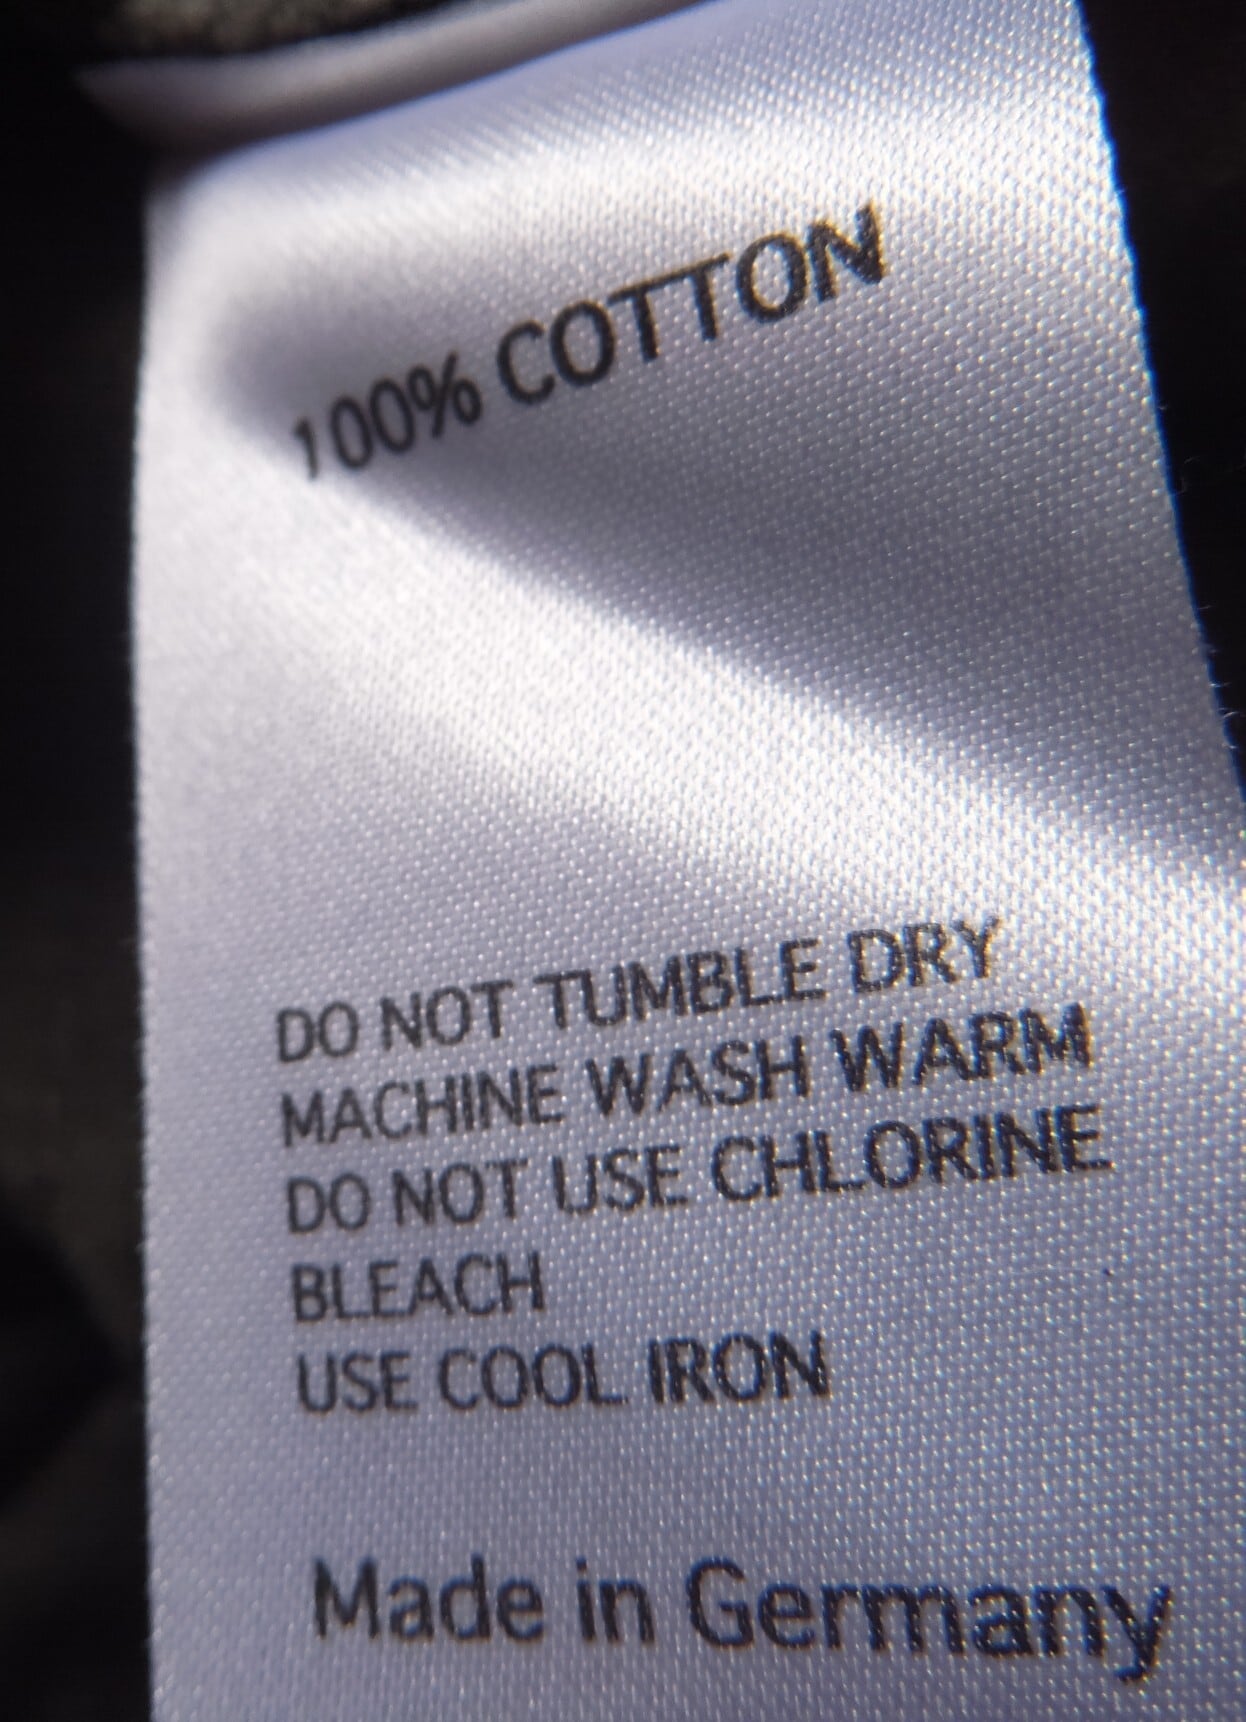 100% COTTON
DO NOT TUMBLE DRY
MACHINE WASH WARM
DO NOT USE CHLORINE
BLEACH
USE COOL IRON
Made in Germany